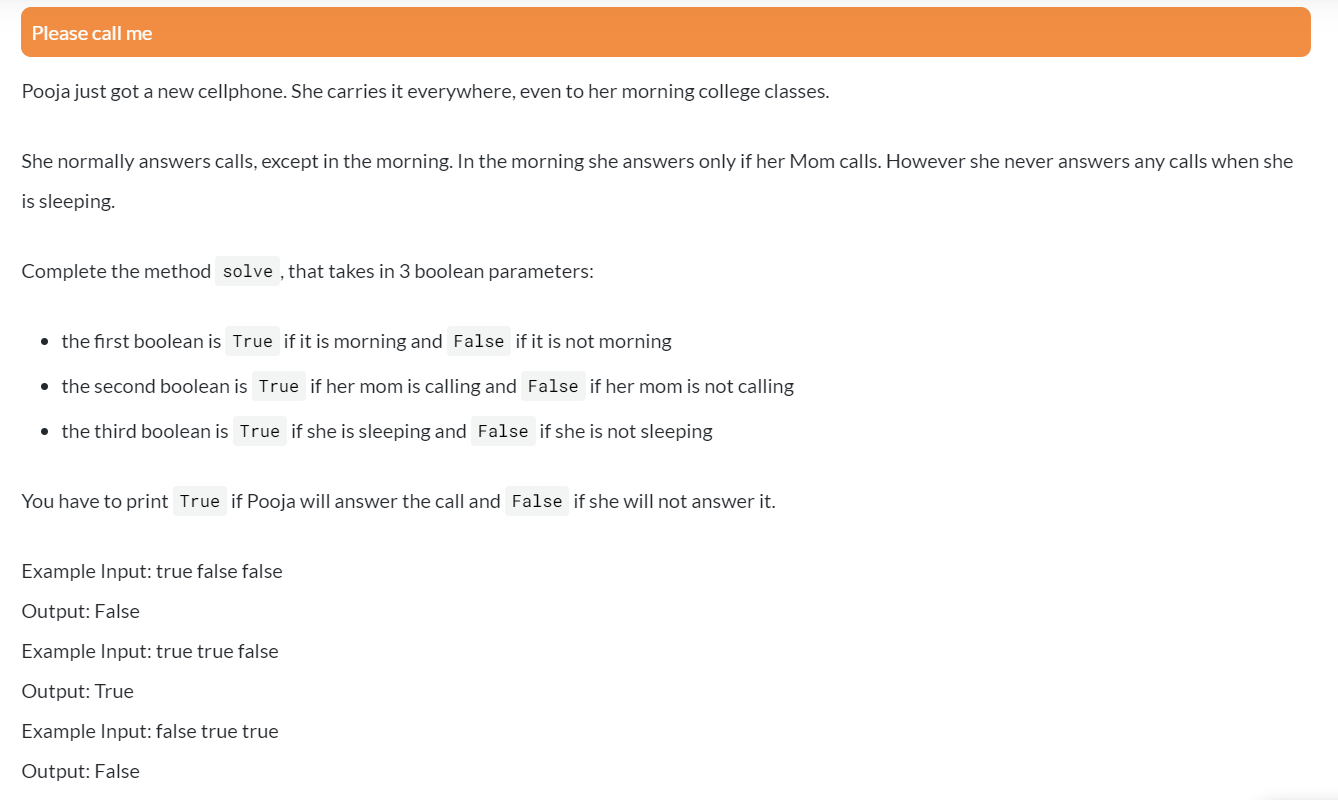 Please call me
Pooja just got a new cellphone. She carries it everywhere, even to her morning college classes.
She normally answers calls, except in the morning. In the morning she answers only if her Mom calls. However she never answers any calls when she
is sleeping.
Complete the method solve , that takes in 3 boolean parameters:
• the first boolean is True if it is morning and False if it is not morning
• the second boolean is True if her mom is calling and False if her mom is not calling
• the third boolean is True if she is sleeping and False if she is not sleeping
You have to print True if Pooja will answer the call and False if she will not answer it.
Example Input: true false false
Output: False
Example Input: true true false
Output: True
Example Input: false true true
Output: False